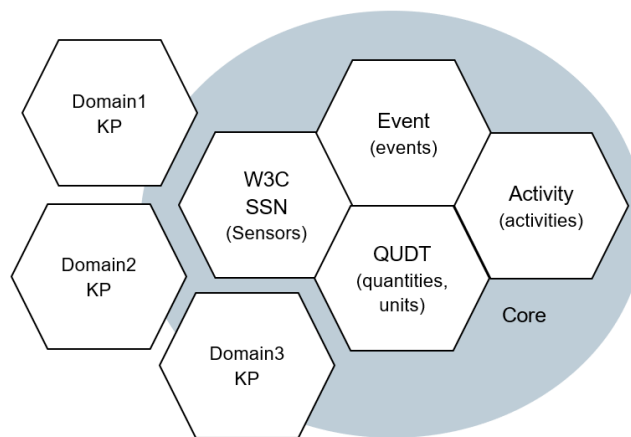 Domain1
KP
Event
(events)
W3C
SSN
(Sensors)
Activity
(activities)
Domain2
KP
QUDT
(quantities,
units)
Core
Domain3
KP